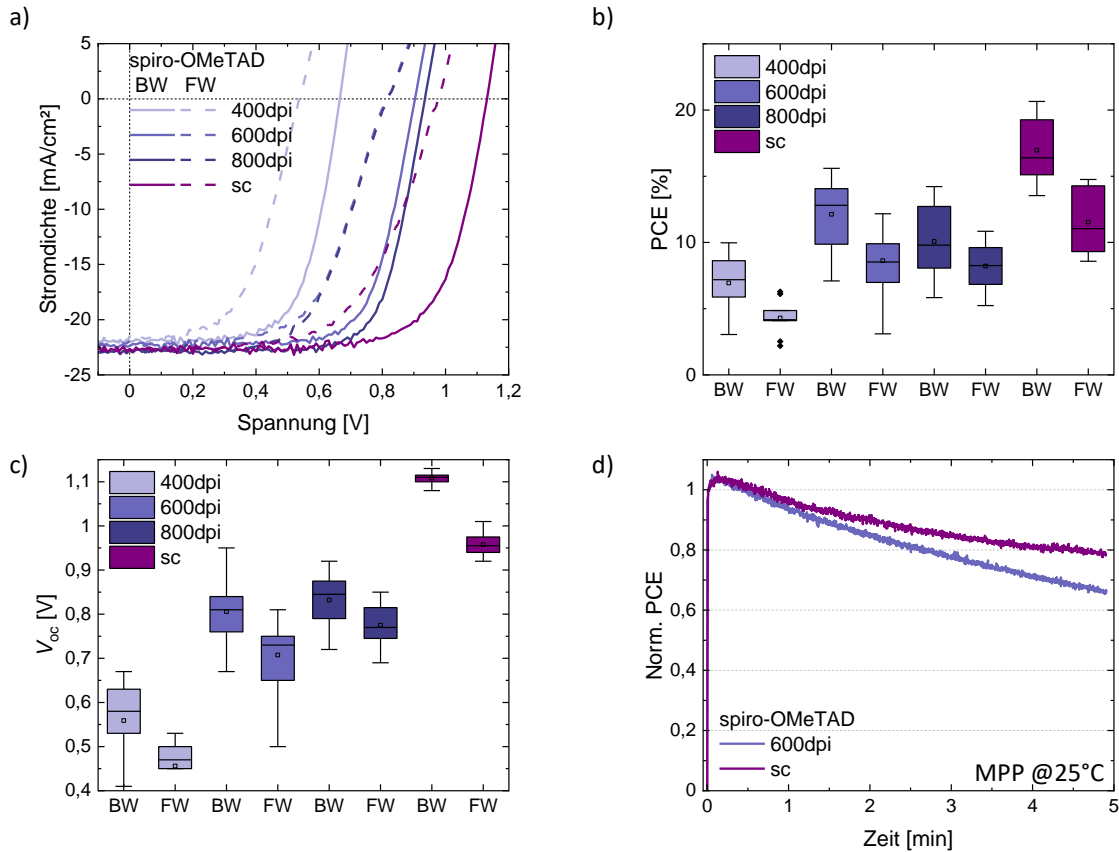 a)
5
0
-5
-10
-15
-20
-25
Stromdichte [mA/cm²]
spiro-OMeTAD
BW FW
400dpi
600dpi
800dpi
sc
0 0,2 0,4 0,6 0,8 1 1,2
Spannung [V]
b)
20
10
0
PCE [%]
400dpi
600dpi
800dpi
sc
BW FW BW FW BW FW BW FW
c)
1,1
1
0,9
0,8
0,7
0,6
0,5
0,4
Voc [V]
400dpi
600dpi
800dpi
sc
BW FW BW FW BW FW BW FW
d)
1
0,8
0,6
0,4
0,2
0
Norm. PCE
spiro-OMeTAD
600dpi
sc
MPP @25°C
0 1 2 3 4 5
Zeit [min]